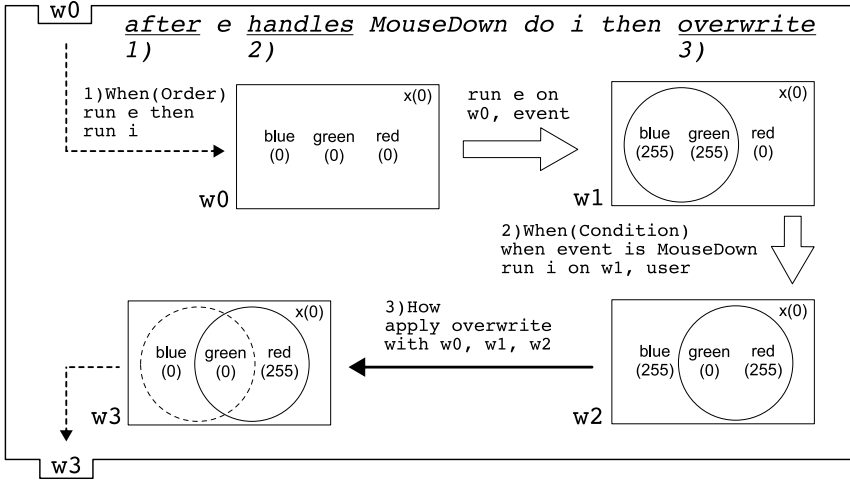 w0
after e handles MouseDown do i then overwrite
1) 2) 3)
1)When(Order)
run e then
run i
x(0)
blue green red
(0) (0) (0)
w0
run e on
w0, event
x(0)
blue green red
(255) (255) (0)
w1
2)When(Condition)
when event is MouseDown
run i on w1, user
x(0)
blue green red
(255) (0) (255)
w2
3)How
apply overwrite
with w0, w1, w2
x(0)
blue green red
(0) (0) (255)
w3
w3